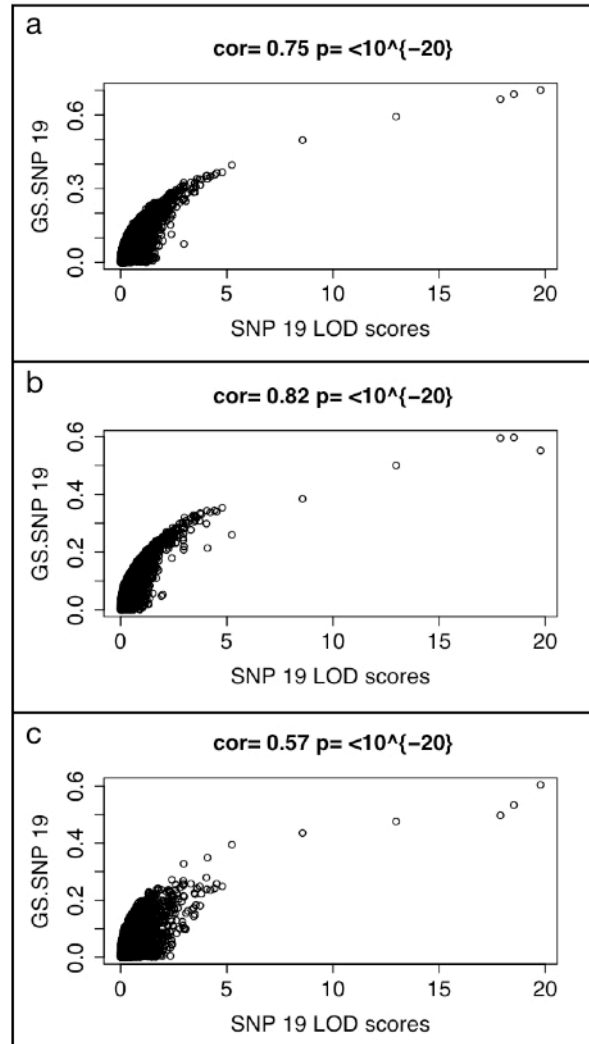 a
cor= 0.75 p= <10^{−20}
GS.SNP 19
0.6
0.3
0.0
0 5 10 15 20
SNP 19 LOD scores
b
cor= 0.82 p= <10^{−20}
GS.SNP 19
0.6
0.4
0.2
0.0
0 5 10 15 20
SNP 19 LOD scores
c
cor= 0.57 p= <10^{−20}
GS.SNP 19
0.6
0.4
0.2
0.0
0 5 10 15 20
SNP 19 LOD scores